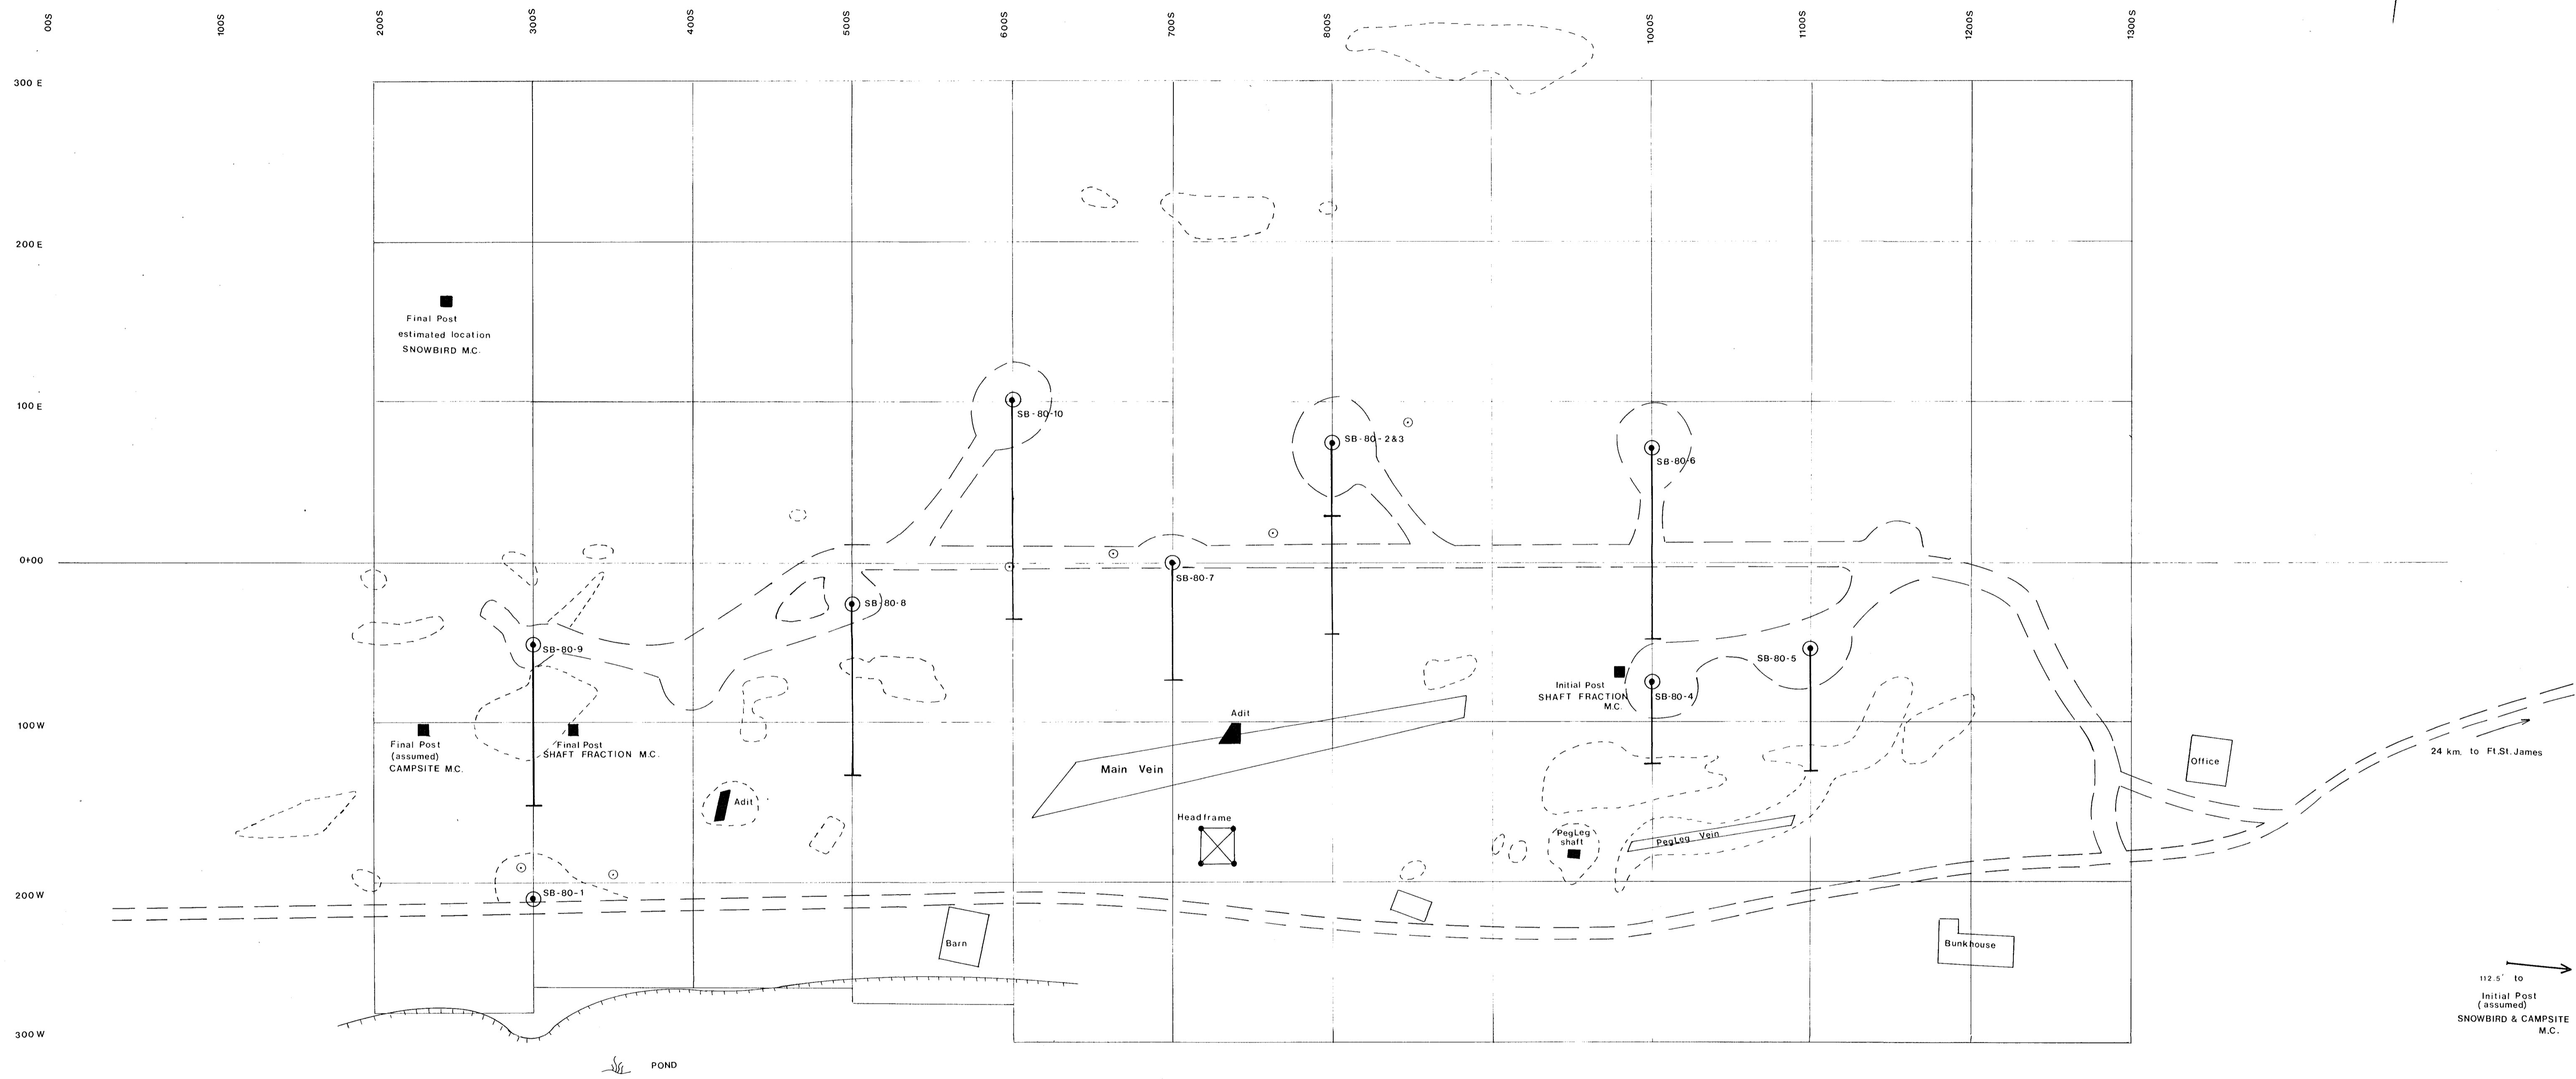 00S
100S
200S
300S
400S
500S
600S
700S
800S
1000S
1100S
1200S
1300S
300 E
200 E
Final Post
estimated location
SNOWBIRD M.C.
100 E
SB-80-10
SB-80-2&3
SB-80-6
0+00
SB-80-7
SB-80-8
SB-80-9
SB-80-5
Initial Post
SHAFT FRACTION
M.C.
SB-80-4
100 W
Final Post
(assumed)
CAMPSITE M.C.
Final Post
SHAFT FRACTION M.C.
Adit
Main Vein
24 km. to Ft.St.James
Office
Adit
Headframe
PegLeg
shaft
PegLeg Vein
200 W
SB-80-1
Barn
Bunkhouse
112.5' to
Initial Post
(assumed)
SNOWBIRD & CAMPSITE
M.C.
300 W
POND